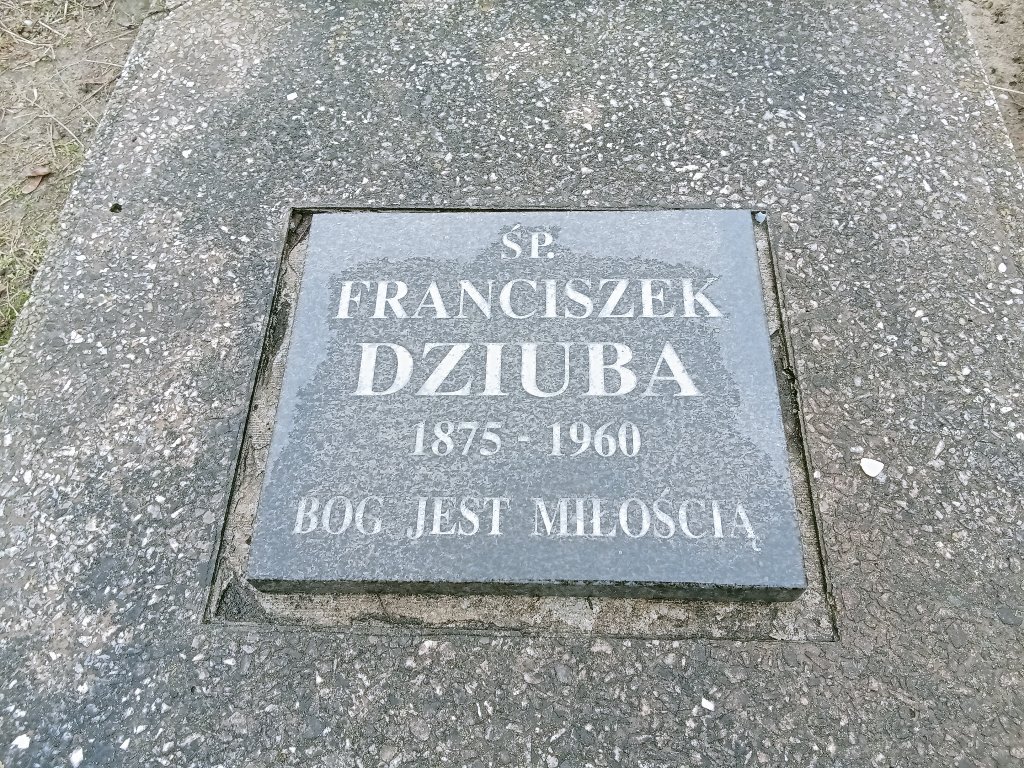 ŚP.
FRANCISZEK
DZIUBA
1875 - 1960
BOG JEST MIŁOŚCIĄ